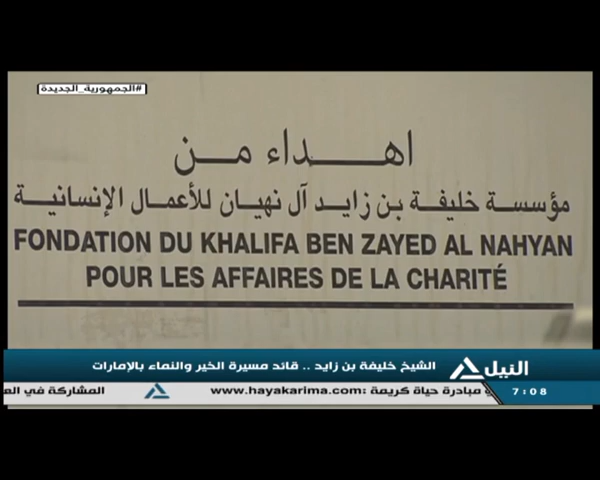 #الجمهورية_الجديدة
اهداء من
مؤسسة خليفة بن زايد آل نهيان للأعمال الإنسانية
FONDATION DU KHALIFA BEN ZAYED AL NAHYAN
POUR LES AFFAIRES DE LA CHARITÉ
النيل
الشيخ خليفة بن زايد .. قائد مسيرة الخير والنماء بالإمارات
7:08
مبادرة حياة كريمة :www.hayakarima.com
المشاركة في